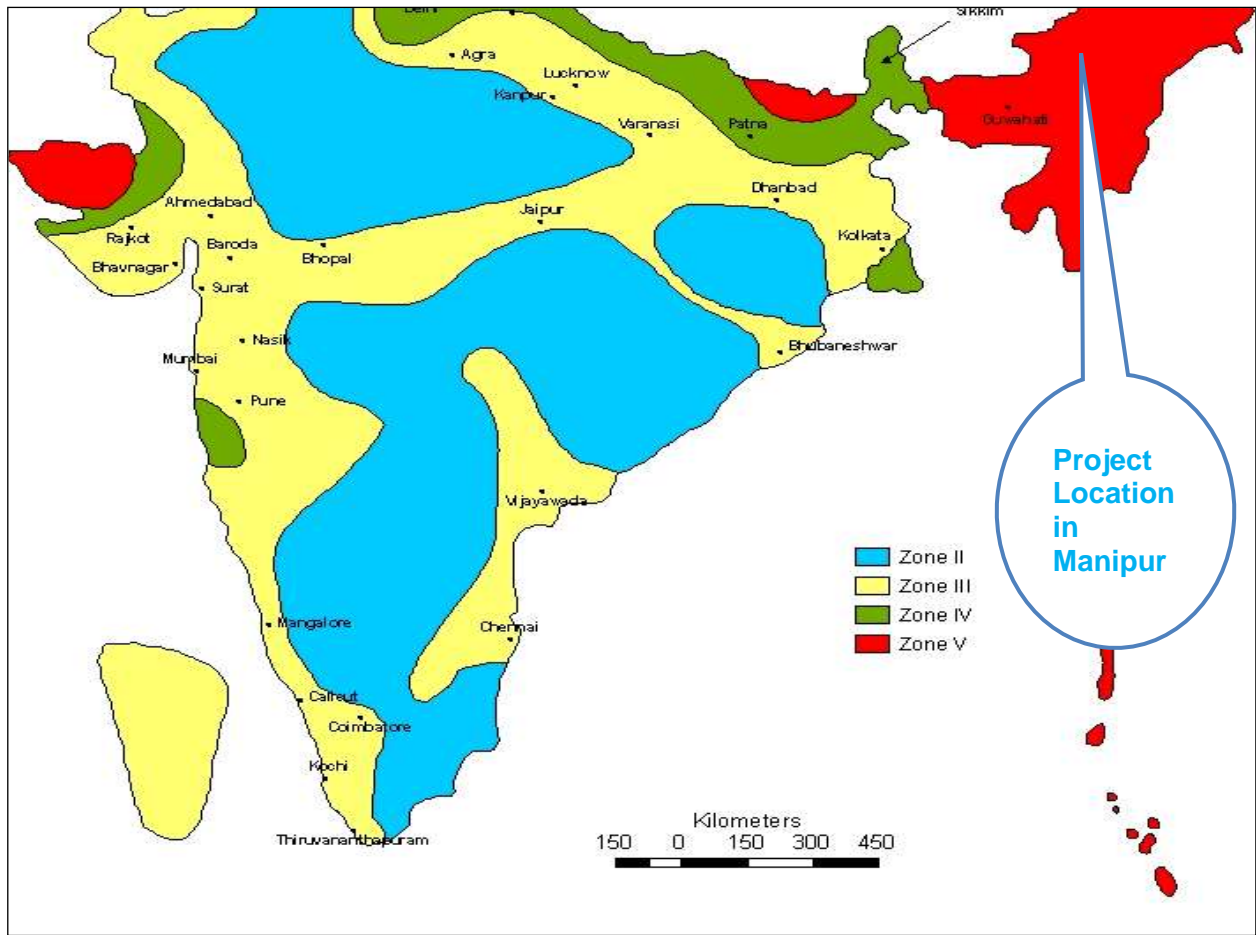 Delhi
Sikkim
Agra
Lucknow
Kanpur
Varanasi
Patna
Guwahati
Dhanbad
Ahmedabad
Jaipur
Rajkot
Baroda
Bhopal
Kolkata
Bhavnagar
Surat
Nasik
Mumbai
Bhubaneshwar
Pune
Vijayawada
Project
Location
in
Manipur
Zone II
Zone III
Zone IV
Zone V
Mangalore
Chennai
Calicut
Coimbatore
Kochi
Thiruvananthapuram
Kilometers
150 0 150 300 450